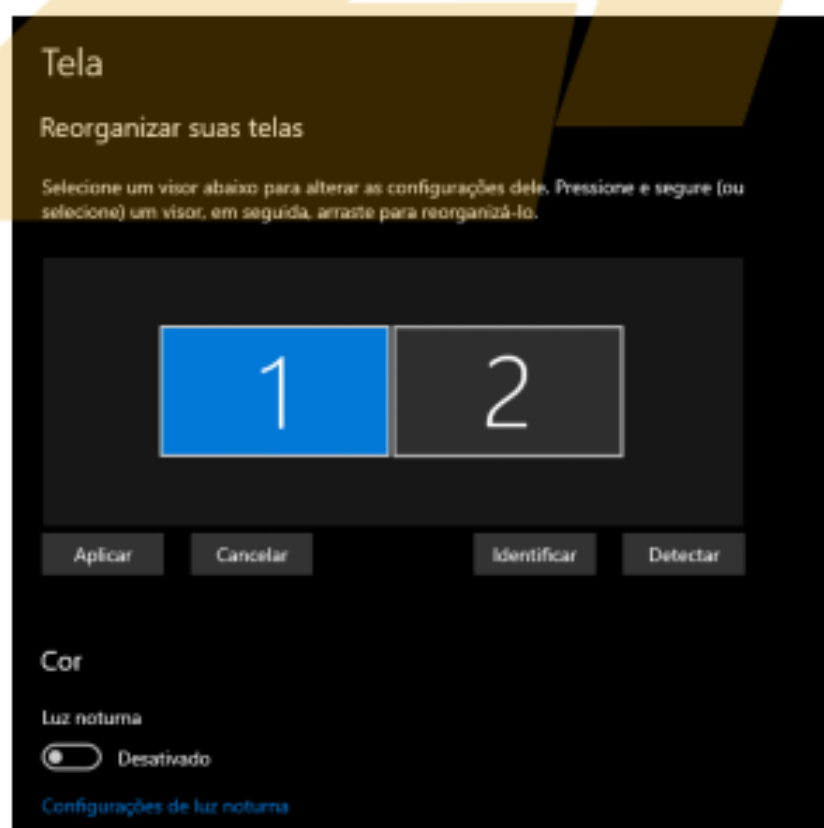 Tela
Reorganizar suas telas
Selecione um visor abaixo para alterar as configurações dele. Pressione e segure (ou
selecione) um visor, em seguida, arraste para reorganizá-lo.
1 2
Aplicar Cancelar Identificar Detectar
Cor
Luz noturna
Desativado
Configurações de luz noturna